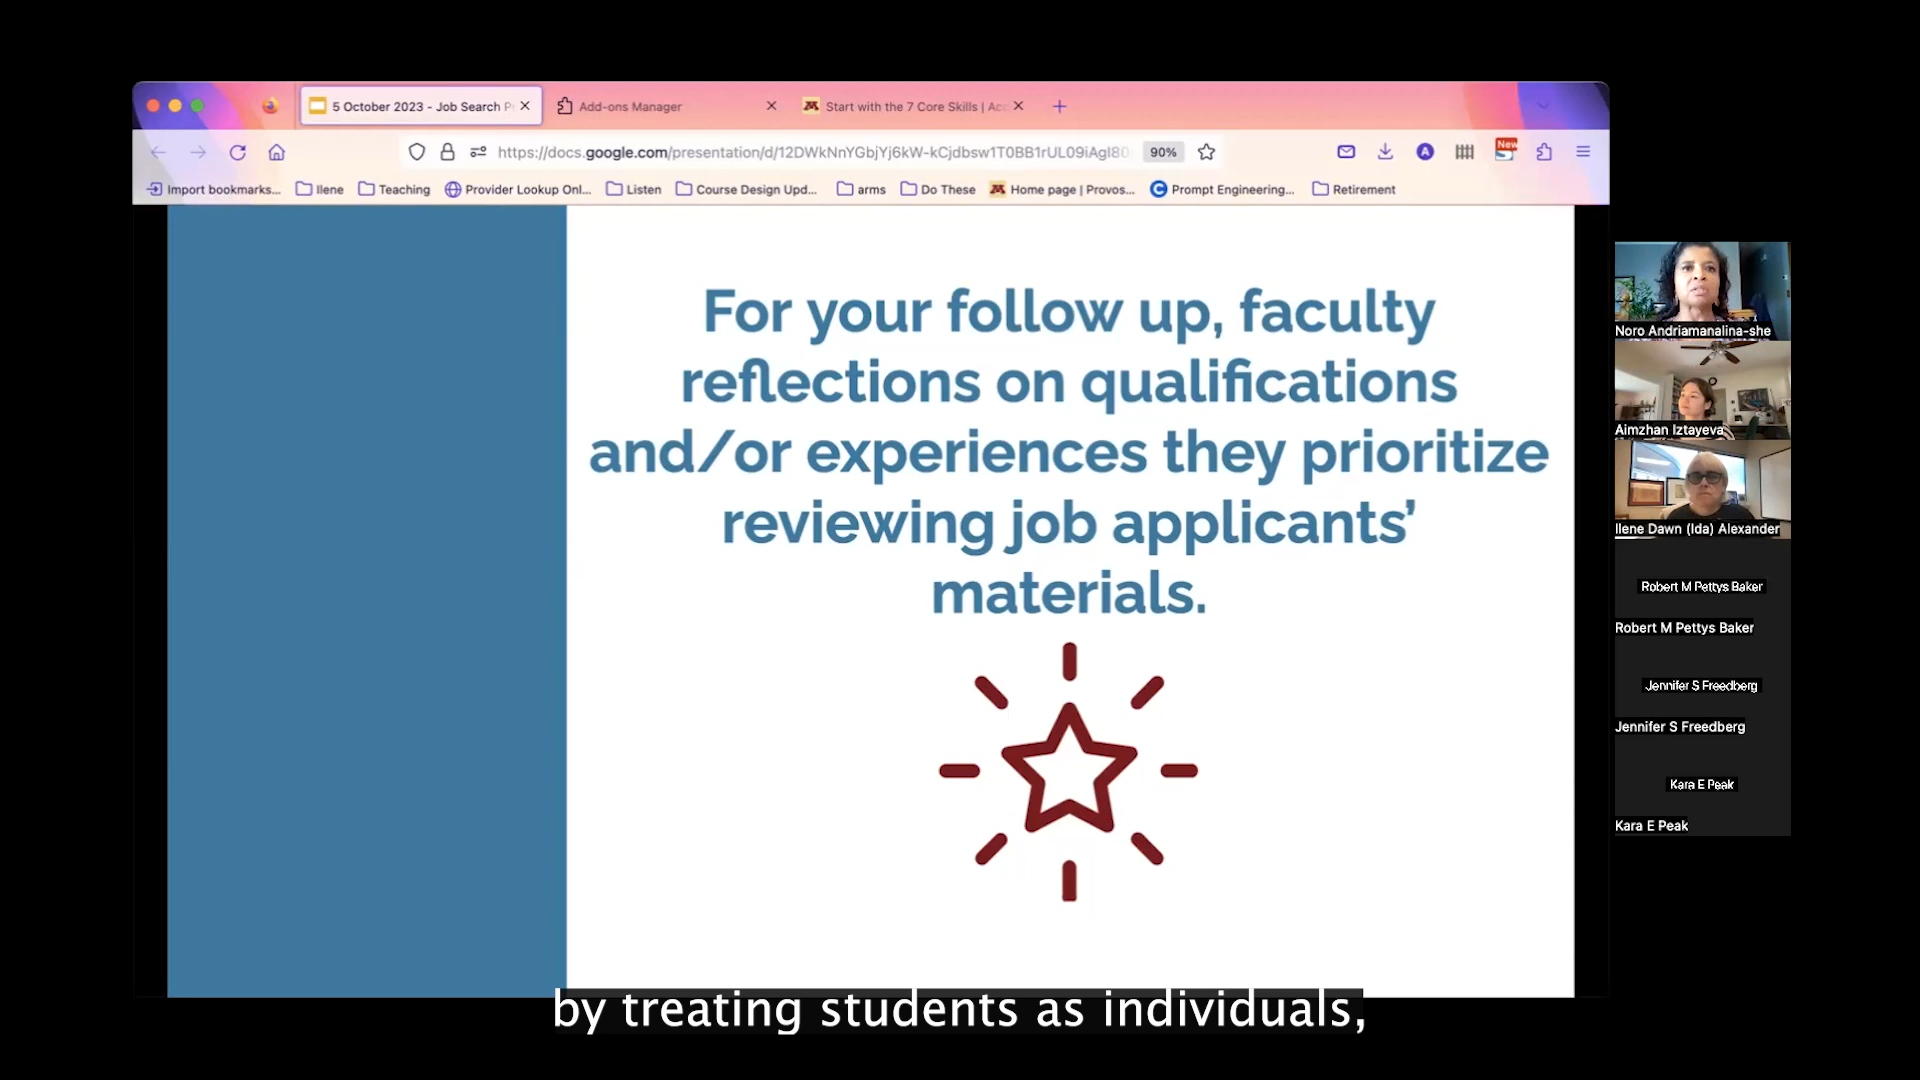 5 October 2023 - Job Search P
Add-ons Manager
Start with the 7 Core Skills | Acc
https://docs.google.com/presentation/d/12DWkNnYGbjYj6kW-kCjdbsw1T0BB1rUL09iAgI80
90%
A
New
Import bookmarks...
Ilene
Teaching
Provider Lookup Onl...
Listen
Course Design Upd...
arms
Do These
Home page | Provos...
Prompt Engineering...
Retirement
For your follow up, faculty
reflections on qualifications
and/or experiences they prioritize
reviewing job applicants’
materials.
Noro Andriamanalina-she
Aimzhan Iztayeva
Ilene Dawn (Ida) Alexander
Robert M Pettys Baker
Robert M Pettys Baker
Jennifer S Freedberg
Jennifer S Freedberg
Kara E Peak
Kara E Peak
by treating students as individuals,